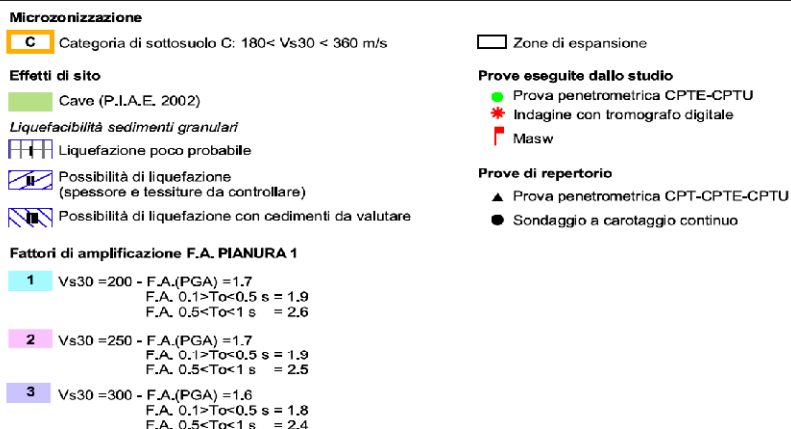 Microzonizzazione
C Categoria di sottosuolo C: 180< Vs30 < 360 m/s
Effetti di sito
Cave (P.I.A.E. 2002)
Liquefacibilità sedimenti granulari
I Liquefazione poco probabile
II Possibilità di liquefazione
(spessore e tessiture da controllare)
III Possibilità di liquefazione con cedimenti da valutare
Fattori di amplificazione F.A. PIANURA 1
1 Vs30 =200 - F.A.(PGA) =1.7
F.A. 0.1>To<0.5 s = 1.9
F.A. 0.5<To<1 s = 2.6
2 Vs30 =250 - F.A.(PGA) =1.7
F.A. 0.1>To<0.5 s = 1.9
F.A. 0.5<To<1 s = 2.5
3 Vs30 =300 - F.A.(PGA) =1.6
F.A. 0.1>To<0.5 s = 1.8
F.A. 0.5<To<1 s = 2.4
Zone di espansione
Prove eseguite dallo studio
Prova penetrometrica CPTE-CPTU
Indagine con tromografo digitale
Masw
Prove di repertorio
Prova penetrometrica CPT-CPTE-CPTU
Sondaggio a carotaggio continuo